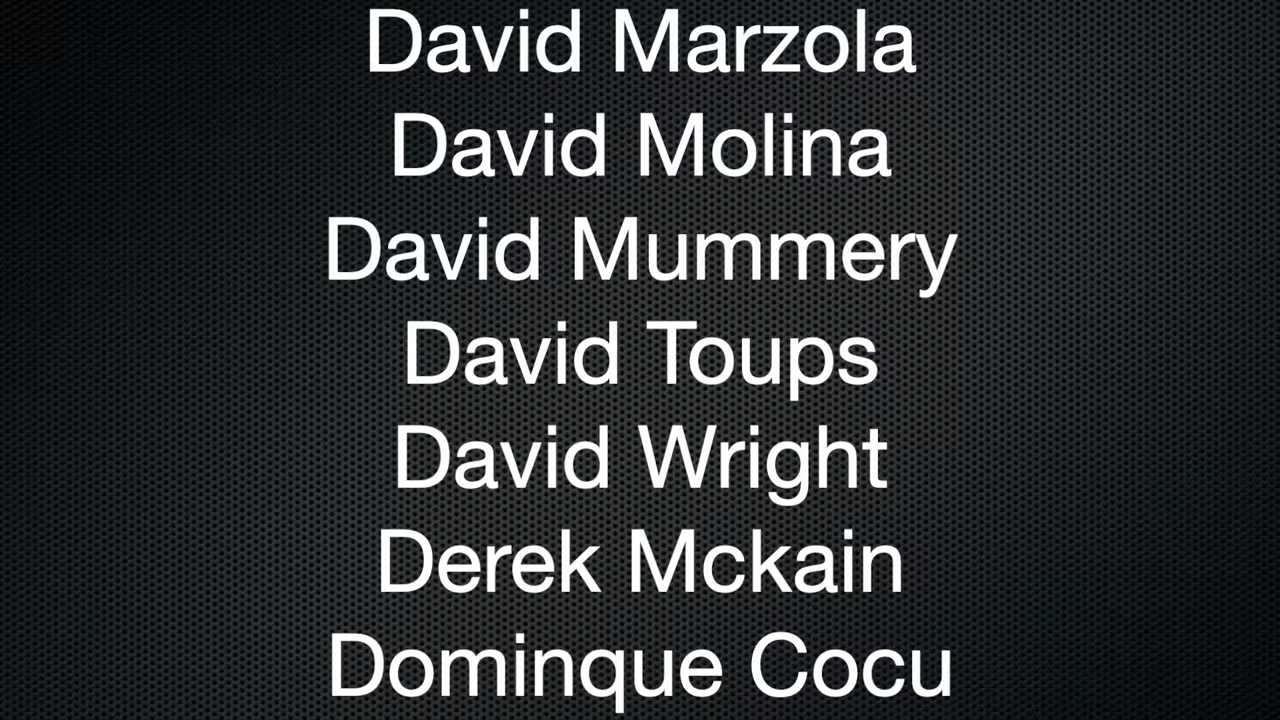 David Marzola
David Molina
David Mummery
David Toups
David Wright
Derek Mckain
Dominque Cocu